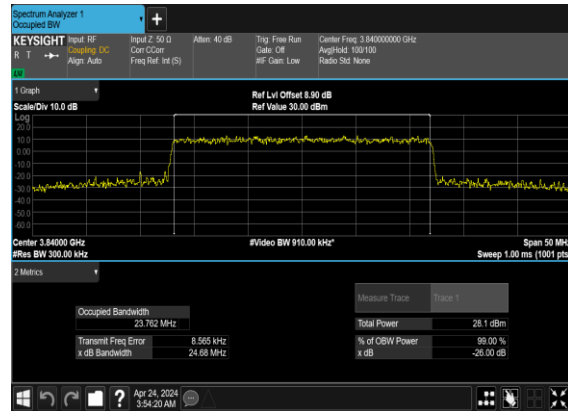 Spectrum Analyzer 1
Occupied BW
+
KEYSIGHT
R T
LXI
Input: RF
Coupling: DC
Align: Auto
Input Z: 50 Ω
Corr CCorr
Freq Ref: Int (S)
Atten: 40 dB
Trig: Free Run
Gate: Off
#IF Gain: Low
Center Freq: 3.840000000 GHz
Avg|Hold: 100/100
Radio Std: None
1 Graph
Scale/Div 10.0 dB
Ref Lvl Offset 8.90 dB
Ref Value 30.00 dBm
Log
20.0
10.0
0.00
-10.0
-20.0
-30.0
-40.0
-50.0
-60.0
Center 3.84000 GHz
#Res BW 300.00 kHz
#Video BW 910.00 kHz*
Span 50 MHz
Sweep 1.00 ms (1001 pts)
2 Metrics
Measure Trace Trace 1
Occupied Bandwidth
23.762 MHz
Total Power 28.1 dBm
Transmit Freq Error 8.565 kHz
% of OBW Power 99.00 %
x dB Bandwidth 24.68 MHz
x dB -26.00 dB
?
Apr 24, 2024
3:54:20 AM